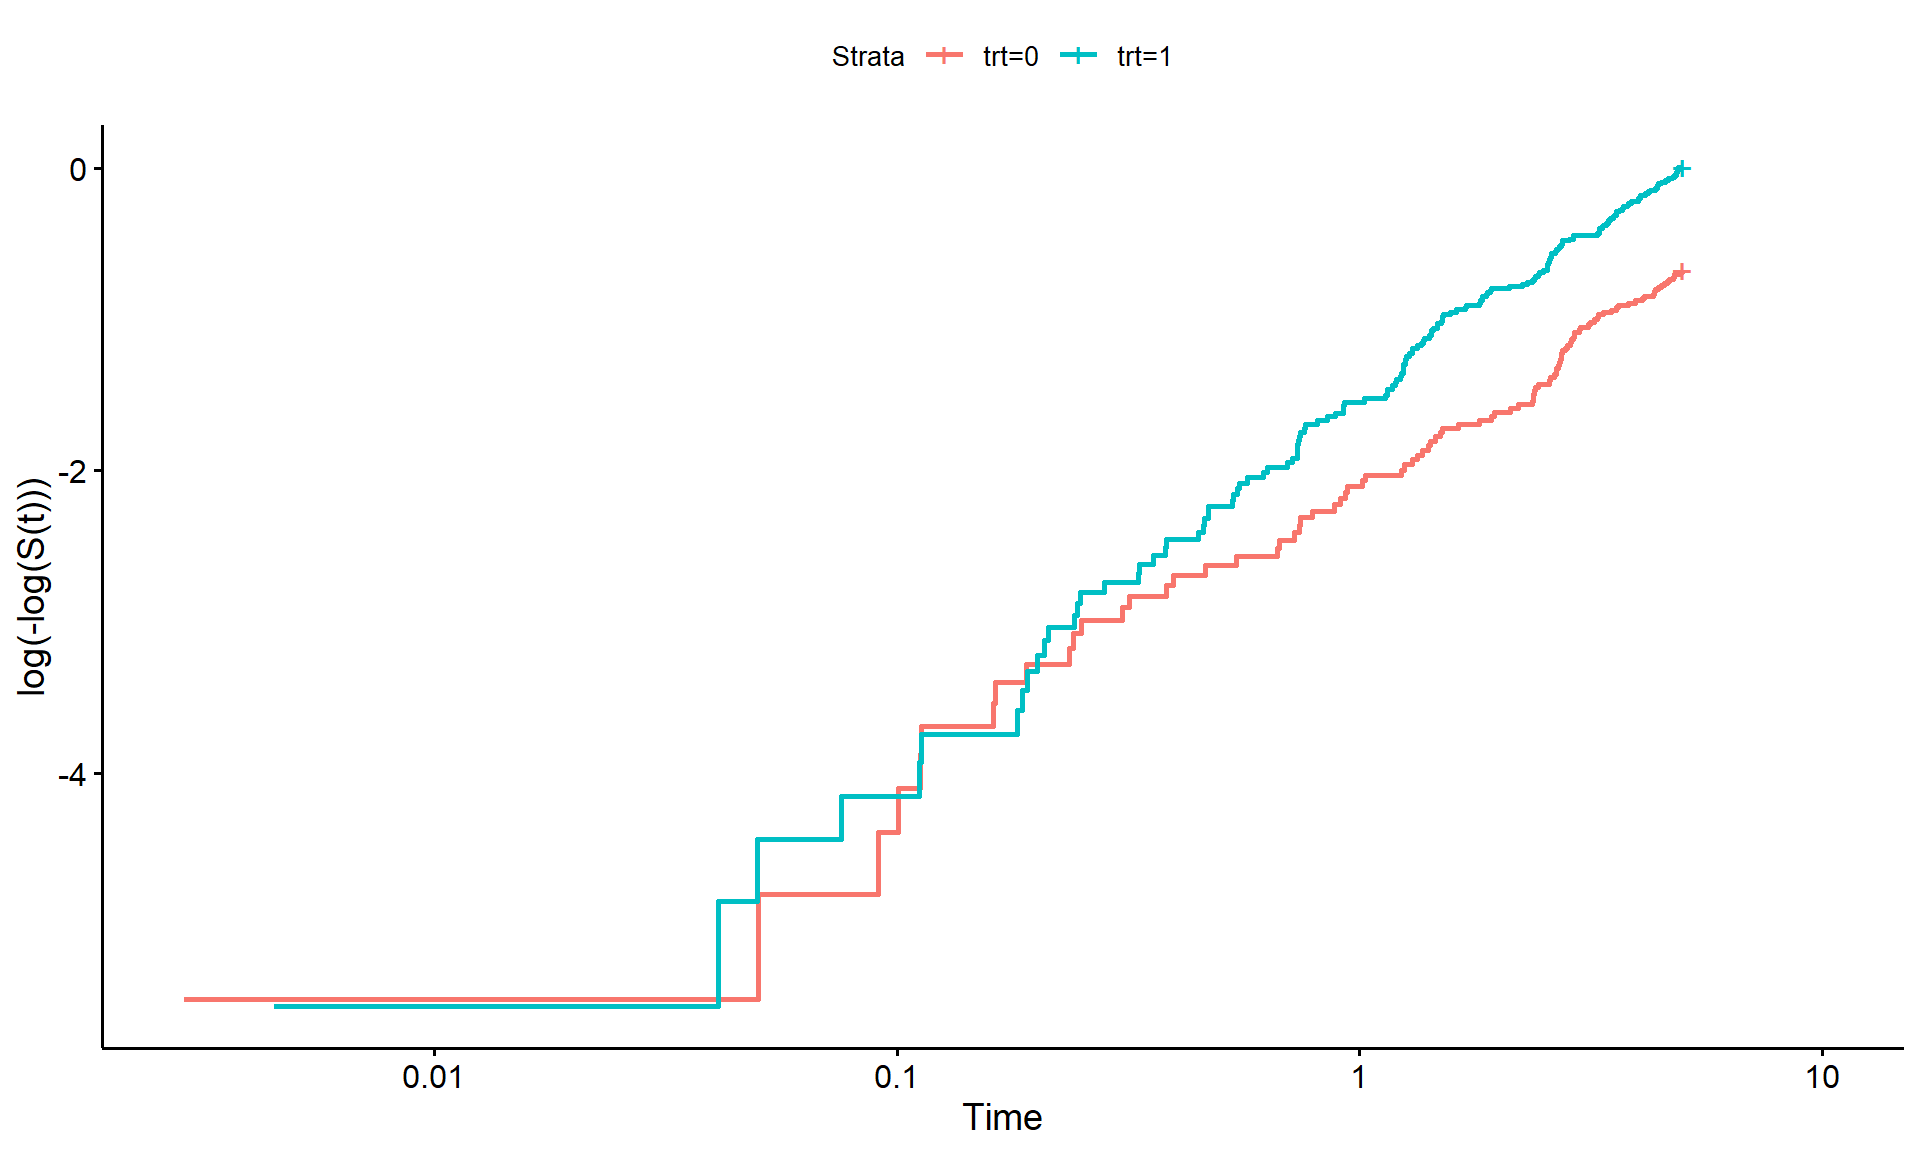 Strata trt=0 trt=1
0
-2
-4
log(-log(S(t)))
0.01 0.1 1 10
Time